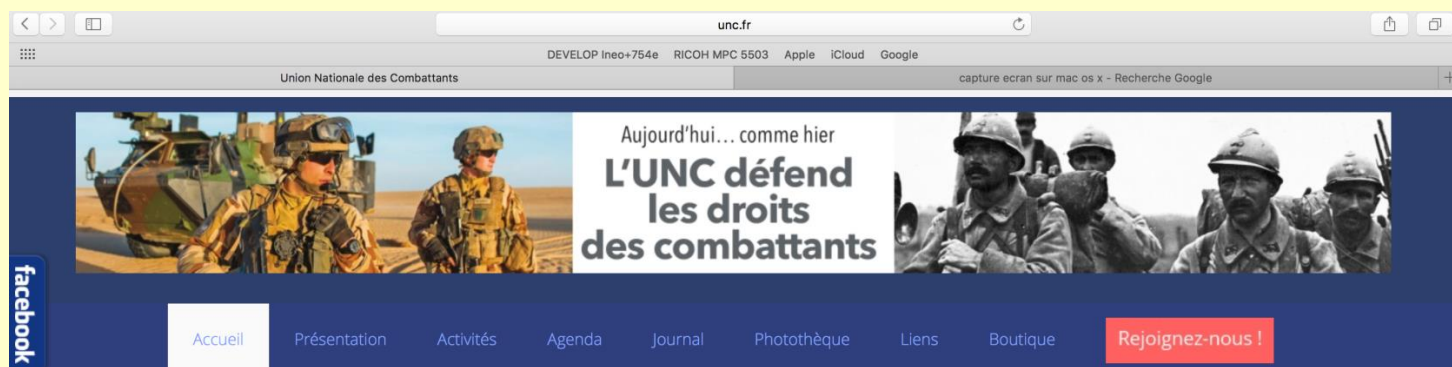 unc.fr
DEVELOP Ineo+754e RICOH MPC 5503 Apple iCloud Google
Union Nationale des Combattants
capture ecran sur mac os x - Recherche Google
Aujourd'hui... comme hier
L'UNC défend
les droits
des combattants
facebook
Accueil Présentation Activités Agenda Journal Photothèque Liens Boutique Rejoignez-nous !